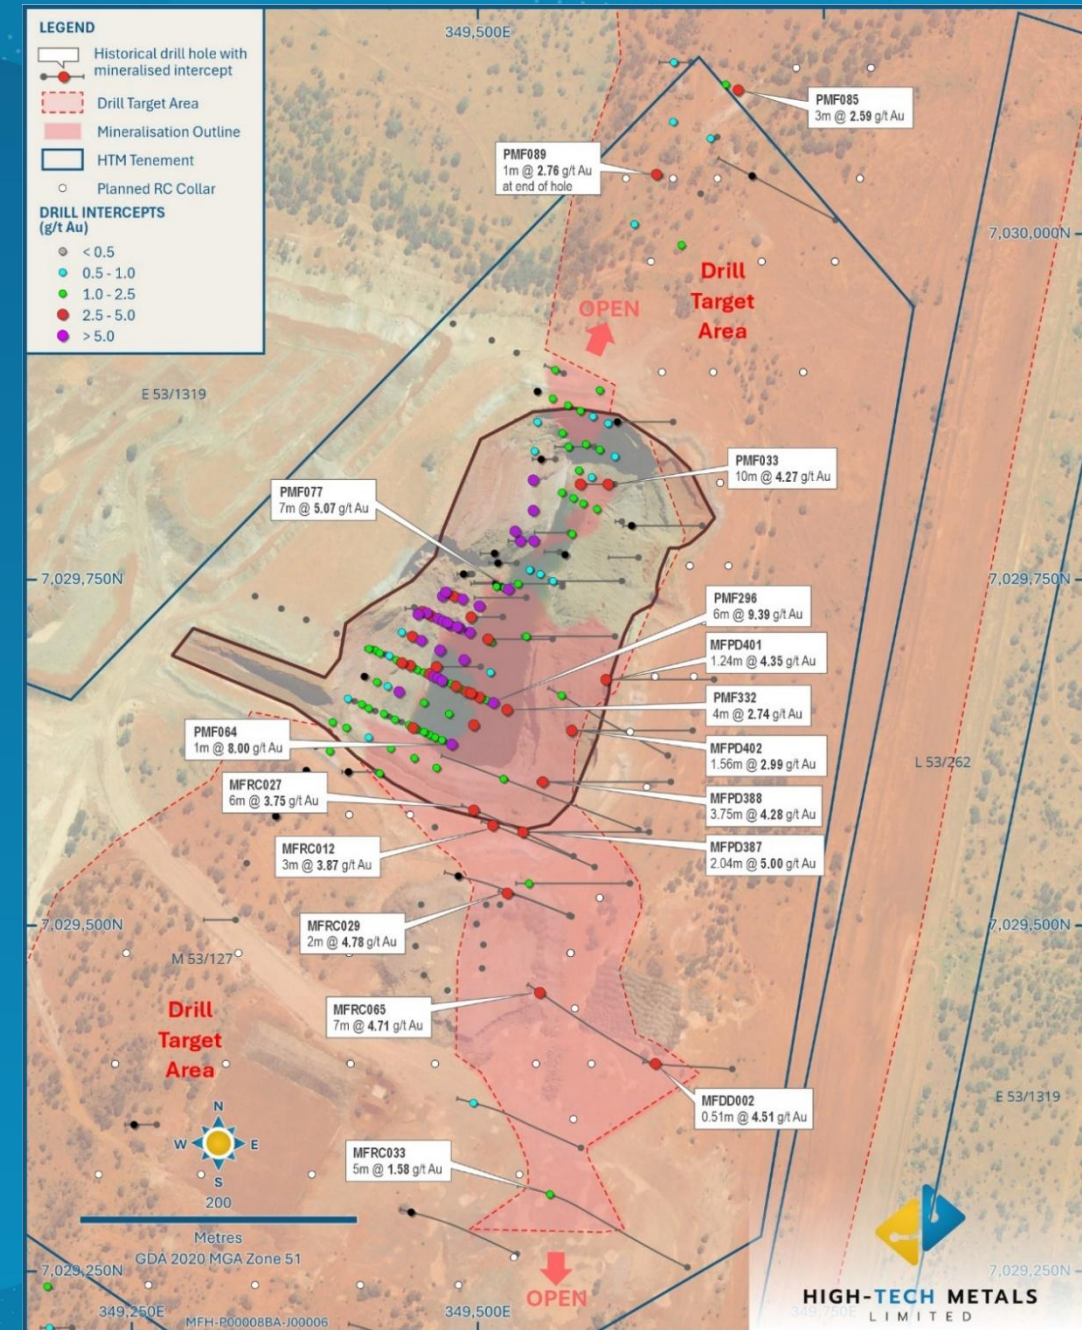 LEGEND
Historical drill hole with
mineralised intercept
Drill Target Area
Mineralisation Outline
HTM Tenement
Planned RC Collar
DRILL INTERCEPTS
(g/t Au)
< 0.5
0.5 - 1.0
1.0 - 2.5
2.5 - 5.0
> 5.0
349,500E
PMF085
3m @ 2.59 g/t Au
PMF089
1m @ 2.76 g/t Au
at end of hole
7,030,000N
Drill
Target
Area
OPEN
E 53/1319
PMF033
10m @ 4.27 g/t Au
PMF077
7m @ 5.07 g/t Au
7,029,750N
7,029,750N
PMF296
6m @ 9.39 g/t Au
MFPD401
1.24m @ 4.35 g/t Au
PMF332
4m @ 2.74 g/t Au
PMF064
1m @ 8.00 g/t Au
MFPD402
1.56m @ 2.99 g/t Au
L 53/262
MFRC027
6m @ 3.75 g/t Au
MFPD388
3.75m @ 4.28 g/t Au
MFRC012
3m @ 3.87 g/t Au
MFPD387
2.04m @ 5.00 g/t Au
MFRC029
2m @ 4.78 g/t Au
7,029,500N
7,029,500N
M 53/127
Drill
Target
Area
MFRC065
7m @ 4.71 g/t Au
MFDD002
0.51m @ 4.51 g/t Au
E 53/1319
N
W
E
S
MFRC033
5m @ 1.58 g/t Au
200
Metres
GDA 2020 MGA Zone 51
7,029,250N
7,029,250N
OPEN
349,250E
349,500E
349,750E
MFH-P00008BA-J00006
HIGH-TECH METALS
LIMITED